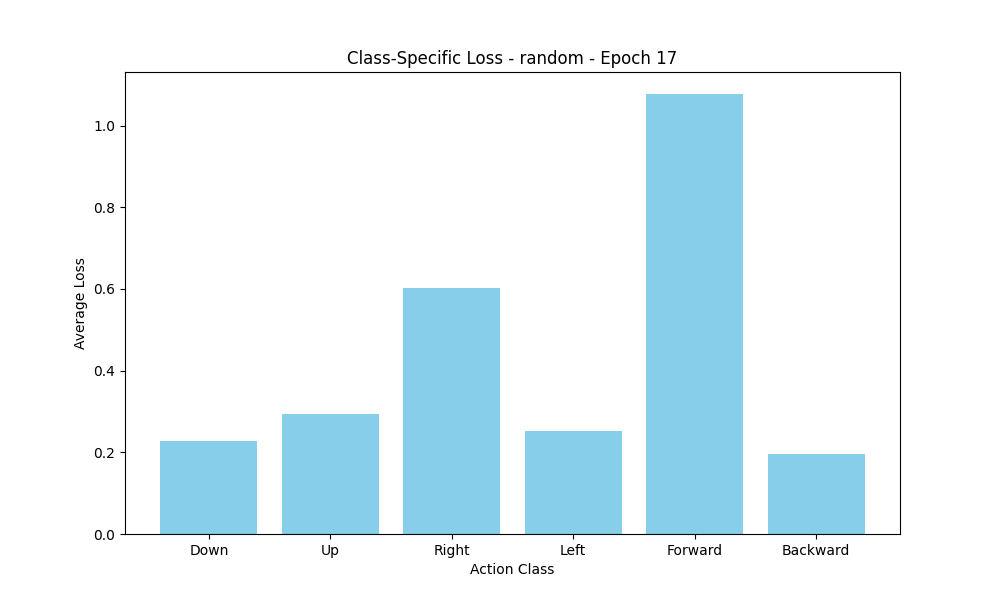 Class-Specific Loss - random - Epoch 17
1.0
0.8
0.6
0.4
0.2
0.0
Average Loss
Down Up Right Left Forward Backward
Action Class